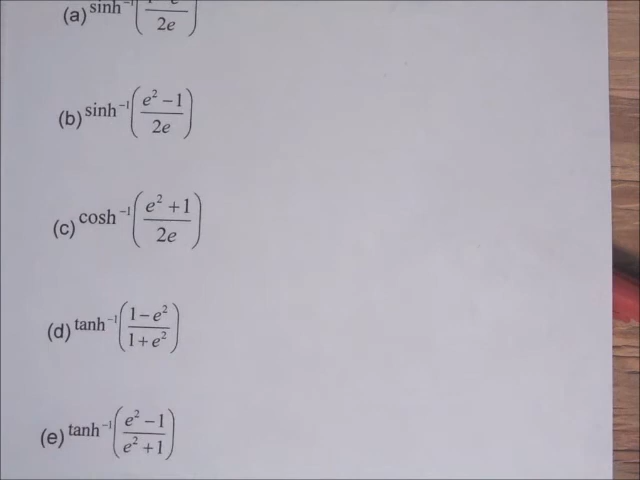 (a) sinh⁻¹( / 2e)
(b) sinh⁻¹((e² − 1)/2e)
(c) cosh⁻¹((e² + 1)/2e)
(d) tanh⁻¹((1 − e²)/(1 + e²))
(e) tanh⁻¹((e² − 1)/(e² + 1))